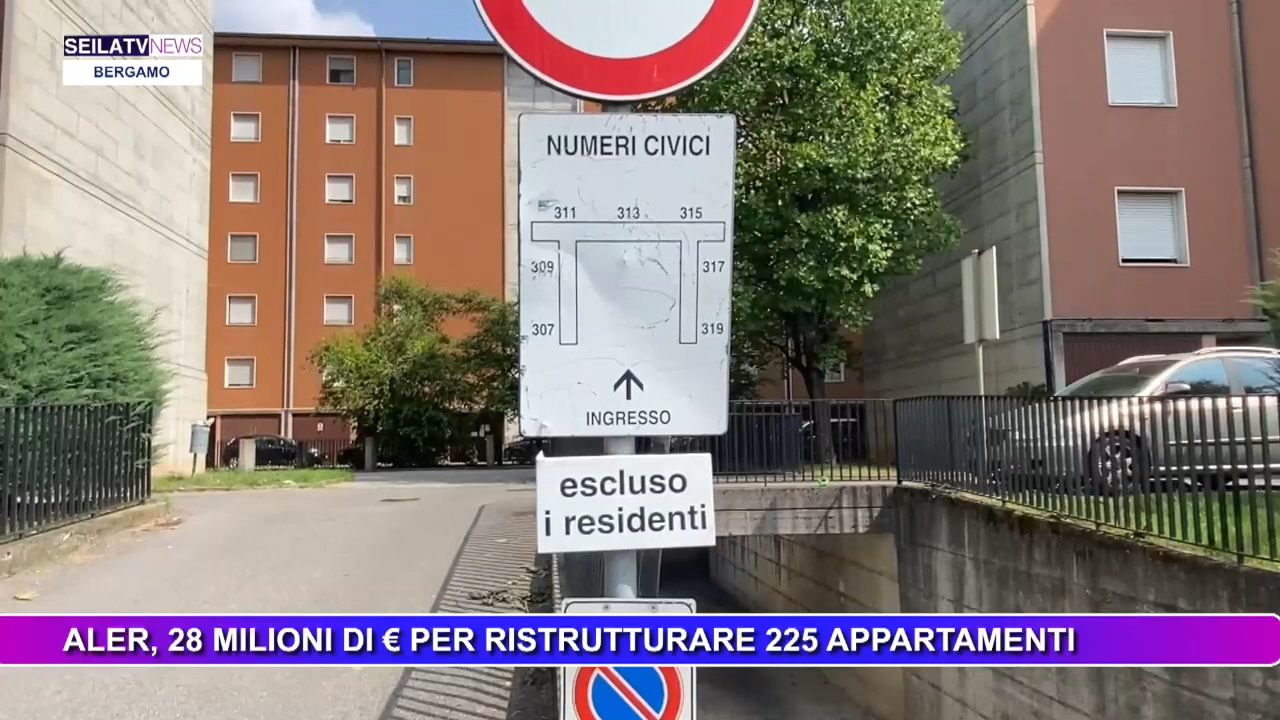 SEILATVNEWS
BERGAMO
NUMERI CIVICI
311 313 315
309 317
307 319
INGRESSO
escluso
i residenti
ALER, 28 MILIONI DI € PER RISTRUTTURARE 225 APPARTAMENTI